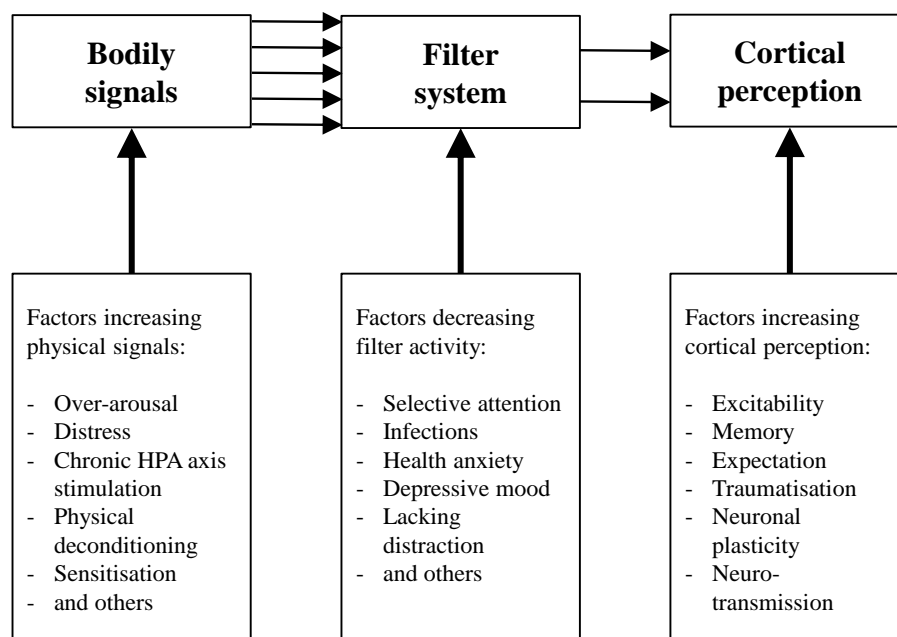 Bodily
signals
Filter
system
Cortical
perception
Factors increasing
physical signals:
- Over-arousal
- Distress
- Chronic HPA axis
stimulation
- Physical
deconditioning
- Sensitisation
- and others
Factors decreasing
filter activity:
- Selective attention
- Infections
- Health anxiety
- Depressive mood
- Lacking
distraction
- and others
Factors increasing
cortical perception:
- Excitability
- Memory
- Expectation
- Traumatisation
- Neuronal
plasticity
- Neuro-
transmission